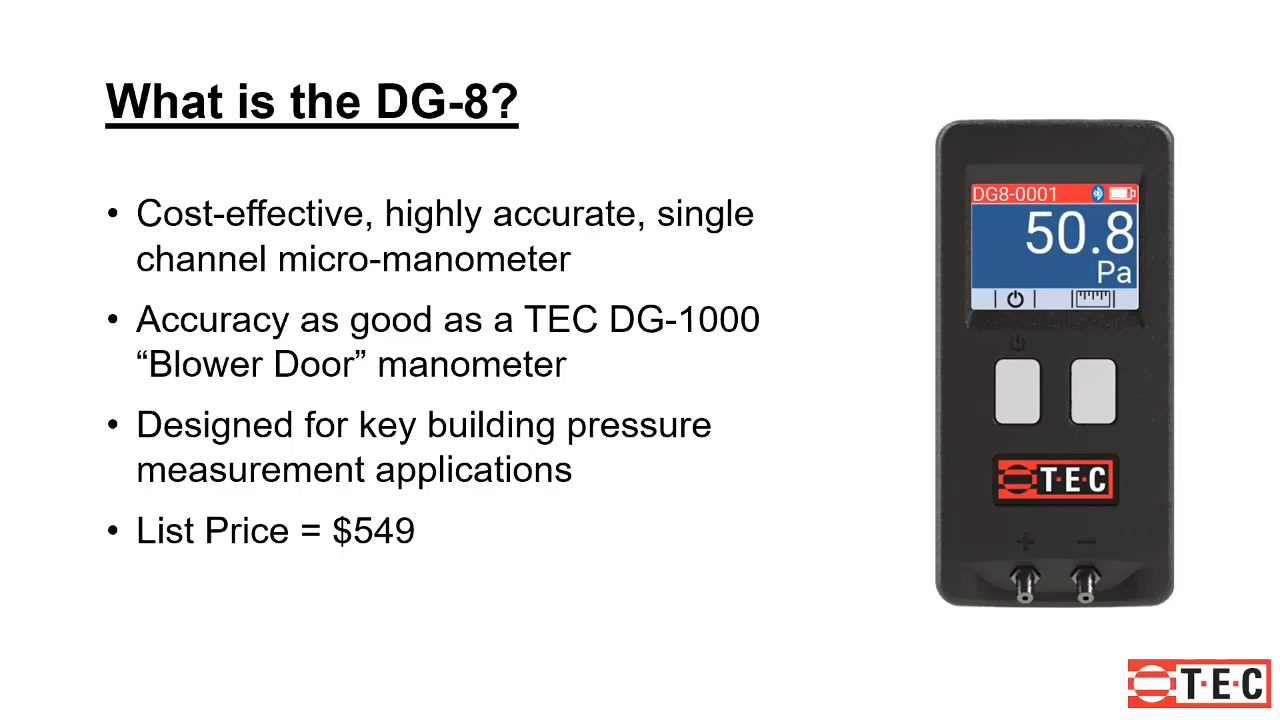 What is the DG-8?
• Cost-effective, highly accurate, single
channel micro-manometer
• Accuracy as good as a TEC DG-1000
“Blower Door” manometer
• Designed for key building pressure
measurement applications
• List Price = $549
DG8-0001
50.8
Pa
T·E·C
+ −
T·E·C